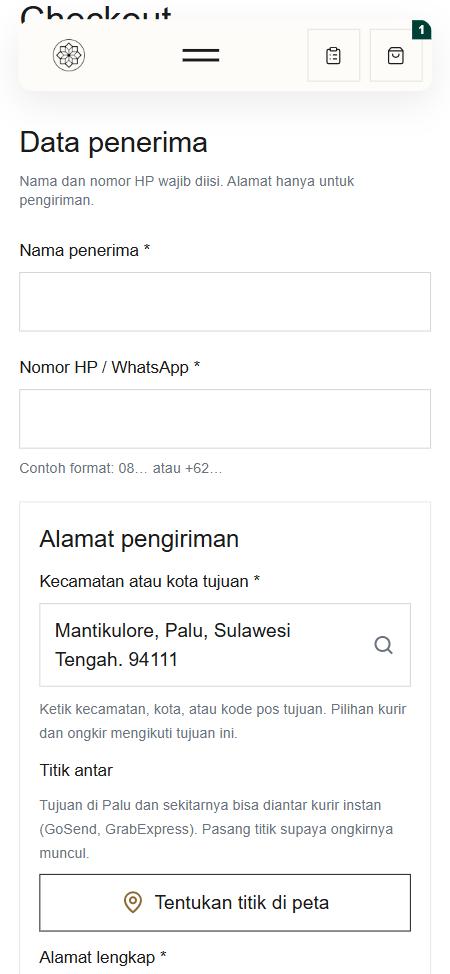 Checkout
1
Data penerima
Nama dan nomor HP wajib diisi. Alamat hanya untuk
pengiriman.
Nama penerima *
Nomor HP / WhatsApp *
Contoh format: 08... atau +62...
Alamat pengiriman
Kecamatan atau kota tujuan *
Mantikulore, Palu, Sulawesi
Tengah. 94111
Ketik kecamatan, kota, atau kode pos tujuan. Pilihan kurir
dan ongkir mengikuti tujuan ini.
Titik antar
Tujuan di Palu dan sekitarnya bisa diantar kurir instan
(GoSend, GrabExpress). Pasang titik supaya ongkirnya
muncul.
Tentukan titik di peta
Alamat lengkap *